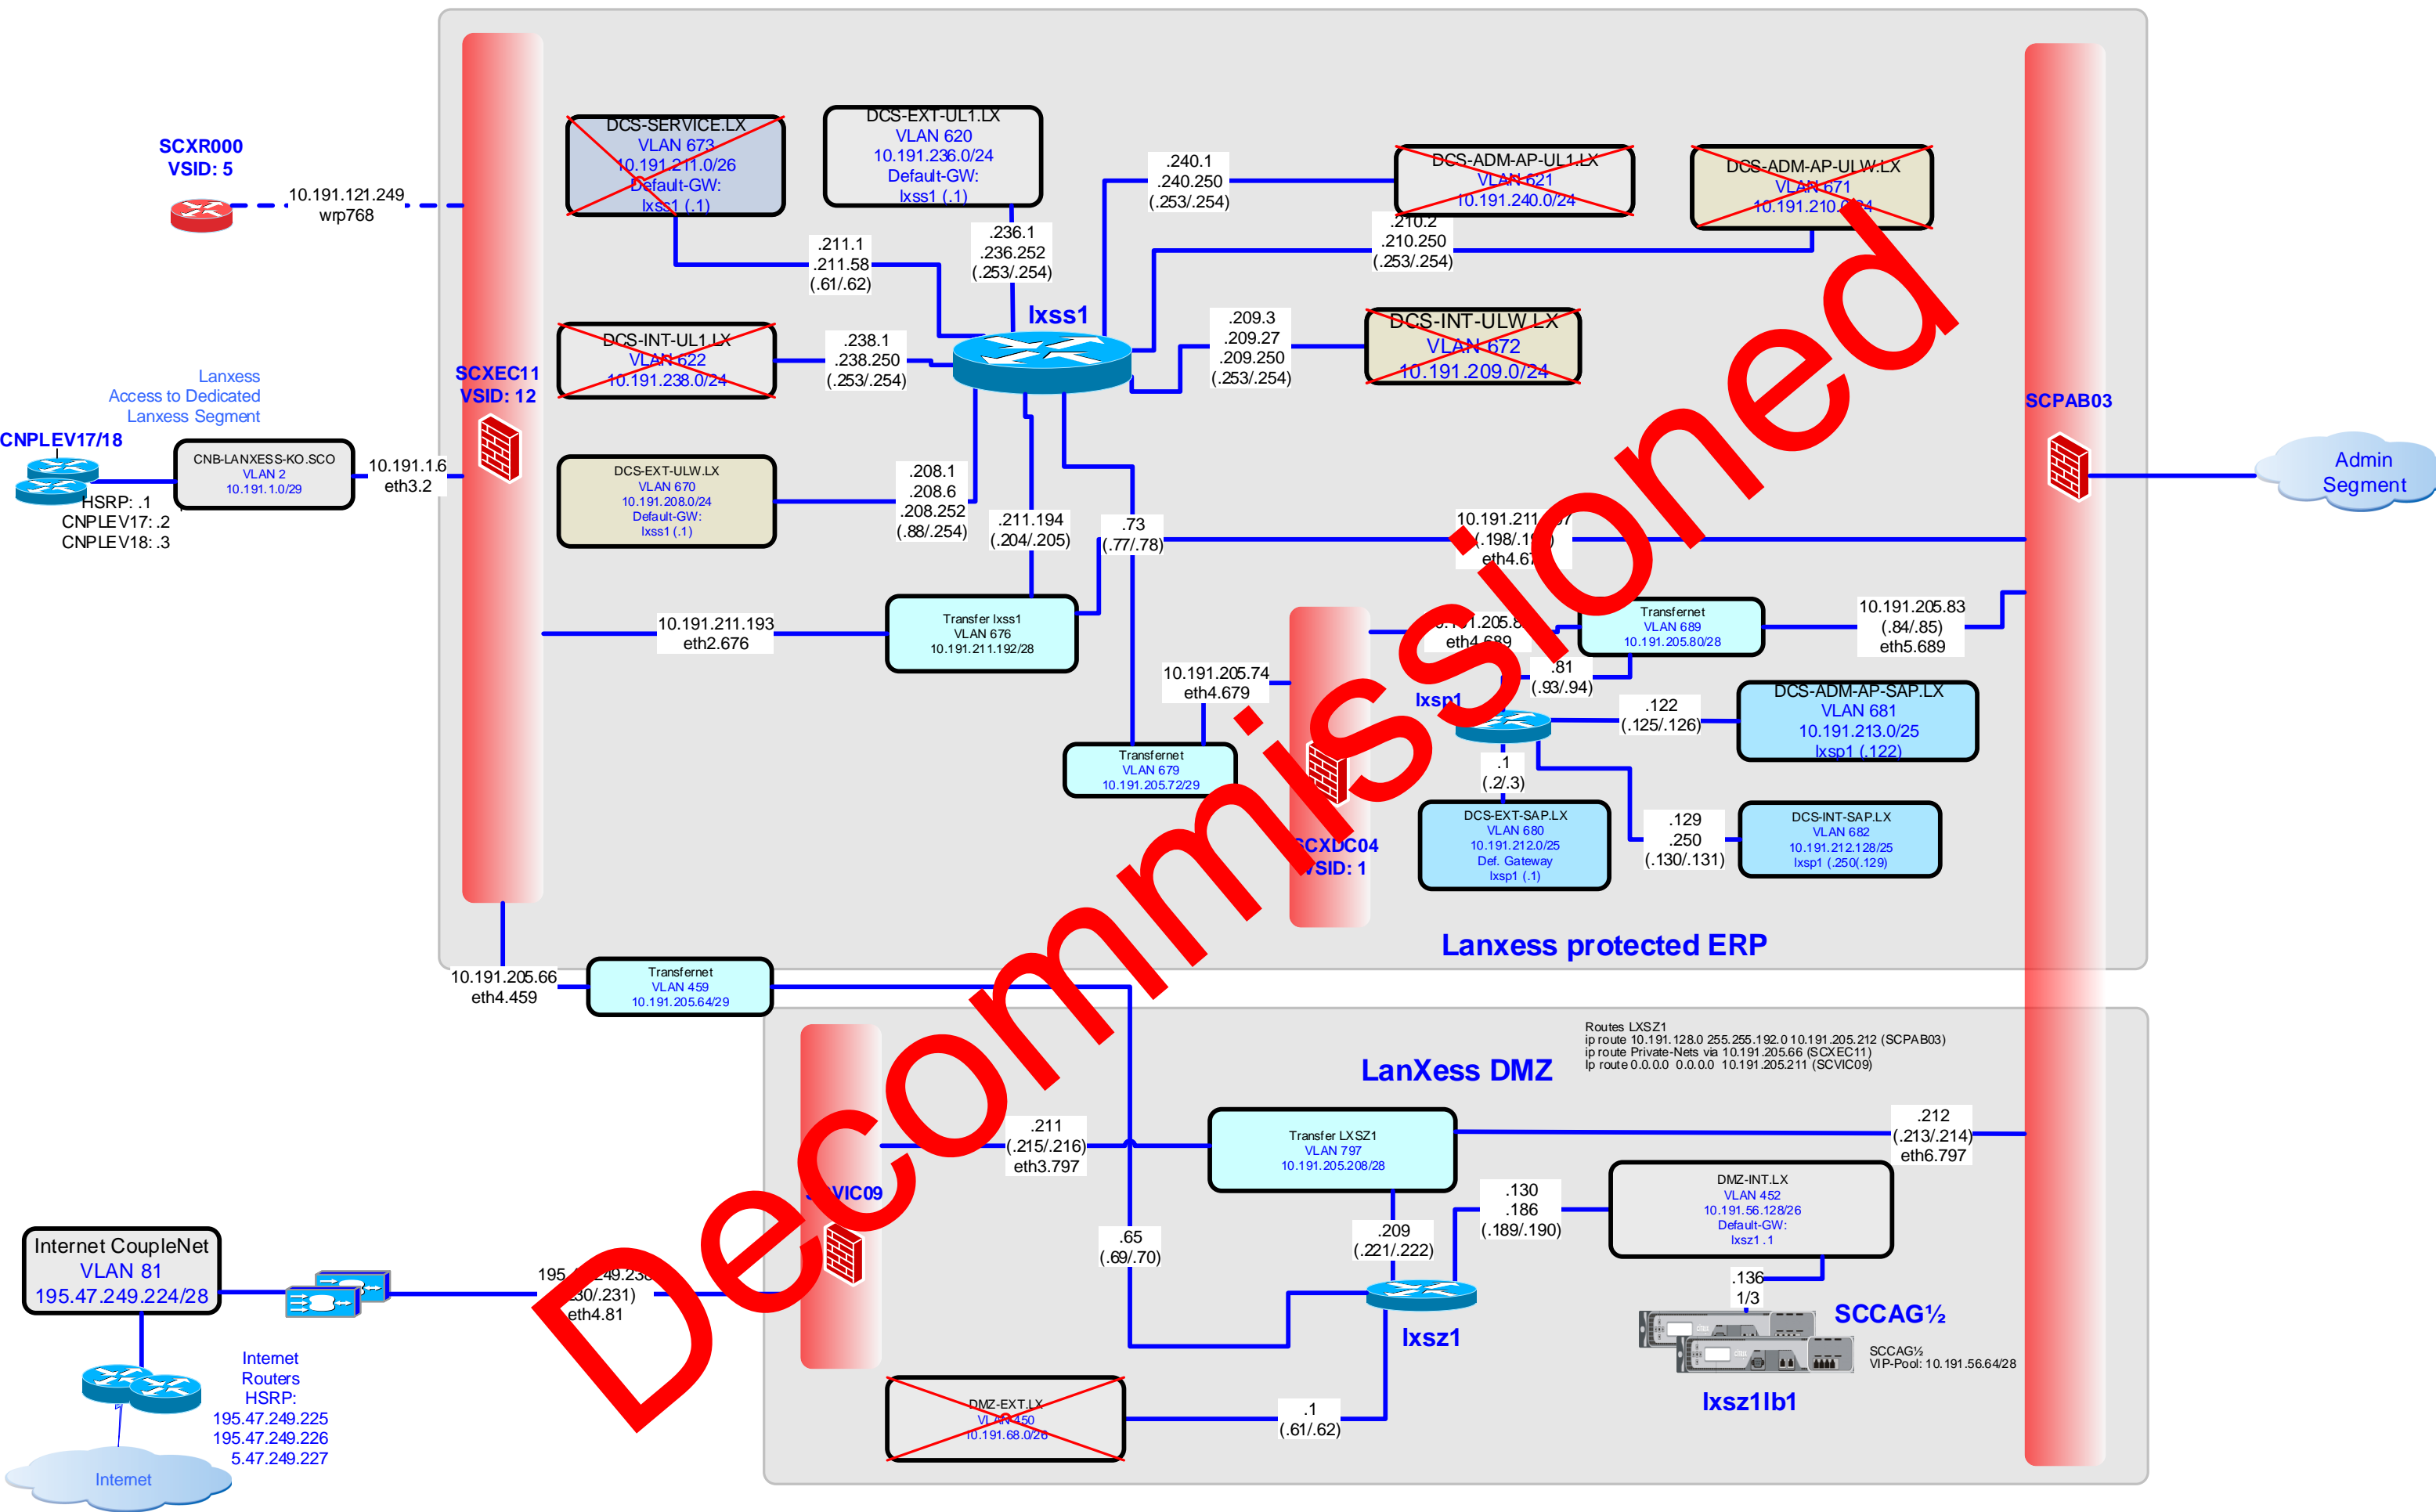 SCXR000
VSID: 5
10.191.121.249
wrp768
DCS-SERVICE.LX
VLAN 673
10.191.211.0/26
Default-GW:
lxss1 (.1)
DCS-EXT-UL1.LX
VLAN 620
10.191.236.0/24
Default-GW:
lxss1 (.1)
.240.1
.240.250
(.253/.254)
DCS-ADM-AP-UL1.LX
VLAN 621
10.191.240.0/24
DCS-ADM-AP-ULW.LX
VLAN 671
10.191.210.0/24
.211.1
.211.58
(.61/.62)
.236.1
.236.252
(.253/.254)
.210.2
.210.250
(.253/.254)
lxss1
DCS-INT-UL1.LX
VLAN 622
10.191.238.0/24
.238.1
.238.250
(.253/.254)
.209.3
.209.27
.209.250
(.253/.254)
DCS-INT-ULW.LX
VLAN 672
10.191.209.0/24
SCXEC11
VSID: 12
SCPAB03
Lanxess
Access to Dedicated
Lanxess Segment
CNPLEV17/18
CNB-LANXESS-KO.SCO
VLAN 2
10.191.1.0/29
10.191.1.6
eth3.2
HSRP: .1
CNPLEV17: .2
CNPLEV18: .3
DCS-EXT-ULW.LX
VLAN 670
10.191.208.0/24
Default-GW:
lxss1 (.1)
.208.1
.208.6
.208.252
(.88/.254)
.211.194
(.204/.205)
.73
(.77/.78)
10.191.211.
(.198/
Admin
Segment
10.191.211.193
eth2.676
Transfer lxss1
VLAN 676
10.191.211.192/28
eth4.689
Transfernet
VLAN 689
10.191.205.80/28
10.191.205.83
(.84/.85)
eth5.689
10.191.205.74
eth4.679
.81
(.93/.94)
lxsp1
.122
(.125/.126)
DCS-ADM-AP-SAP.LX
VLAN 681
10.191.213.0/25
lxsp1 (.122)
Transfernet
VLAN 679
10.191.205.72/29
.1
(.2/.3)
SCXDC04
VSID: 1
DCS-EXT-SAP.LX
VLAN 680
10.191.212.0/25
Def. Gateway
lxsp1 (.1)
.129
.250
(.130/.131)
DCS-INT-SAP.LX
VLAN 682
10.191.212.128/25
lxsp1 (.250(.129)
Lanxess protected ERP
10.191.205.66
eth4.459
Transfernet
VLAN 459
10.191.205.64/29
Decommissioned
LanXess DMZ
Routes LXSZ1
ip route 10.191.128.0 255.255.192.0 10.191.205.212 (SCPAB03)
ip route Private-Nets via 10.191.205.66 (SCXEC11)
Ip route 0.0.0.0 0.0.0.0 10.191.205.211 (SCVIC09)
.211
(.215/.216)
eth3.797
Transfer LXSZ1
VLAN 797
10.191.205.208/28
.212
(.213/.214)
eth6.797
VIC09
.65
(.69/.70)
.209
(.221/.222)
.130
.186
(.189/.190)
DMZ-INT.LX
VLAN 452
10.191.56.128/26
Default-GW:
lxsz1 .1
Internet CoupleNet
VLAN 81
195.47.249.224/28
/.231)
eth4.81
.136
1/3
SCCAG½
lxsz1
SCCAG½
VIP-Pool: 10.191.56.64/28
lxsz1lb1
Internet
Routers
HSRP:
195.47.249.225
195.47.249.226
5.47.249.227
DMZ-EXT.LX
VLAN 450
10.191.68.0/26
.1
(.61/.62)
Internet